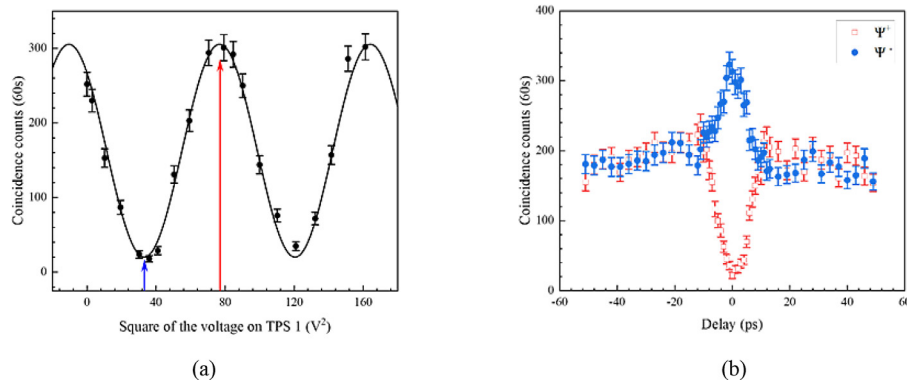 300
200
100
0
Coincidence counts (60s)
0
40
80
120
160
Square of the voltage on TPS 1 (V²)
(a)
Ψ⁺
Ψ⁻
400
300
200
100
0
Coincidence counts (60s)
-60
-40
-20
0
20
40
60
Delay (ps)
(b)